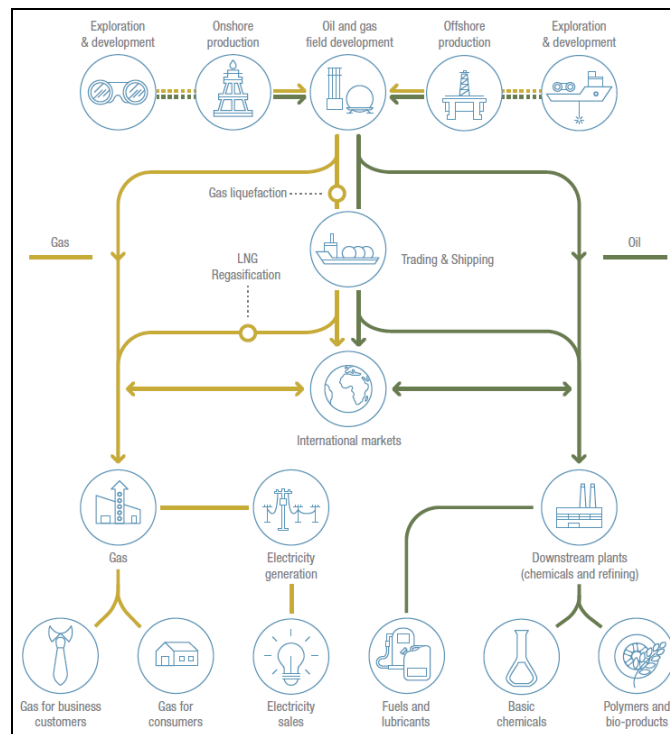 Exploration
& development
Onshore
production
Oil and gas
field development
Offshore
production
Exploration
& development
Gas liquefaction
Gas
LNG
Regasification
Trading & Shipping
Oil
International markets
Gas
Electricity
generation
Downstream plants
(chemicals and refining)
Gas for business
customers
Gas for
consumers
Electricity
sales
Fuels and
lubricants
Basic
chemicals
Polymers and
bio-products